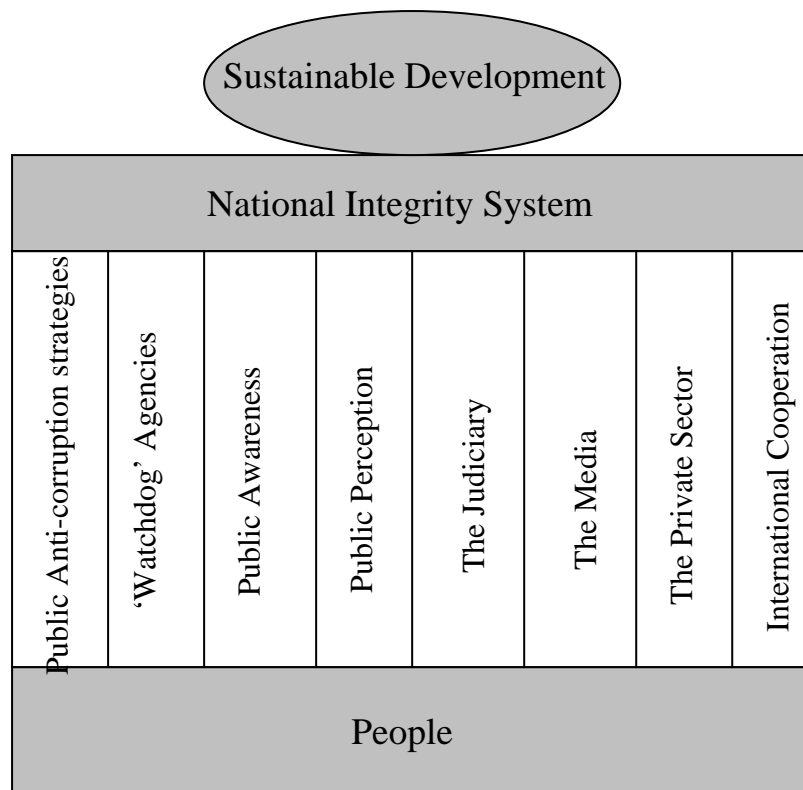 Sustainable Development
National Integrity System
Public Anti-corruption strategies
‘Watchdog’ Agencies
Public Awareness
Public Perception
The Judiciary
The Media
The Private Sector
International Cooperation
People